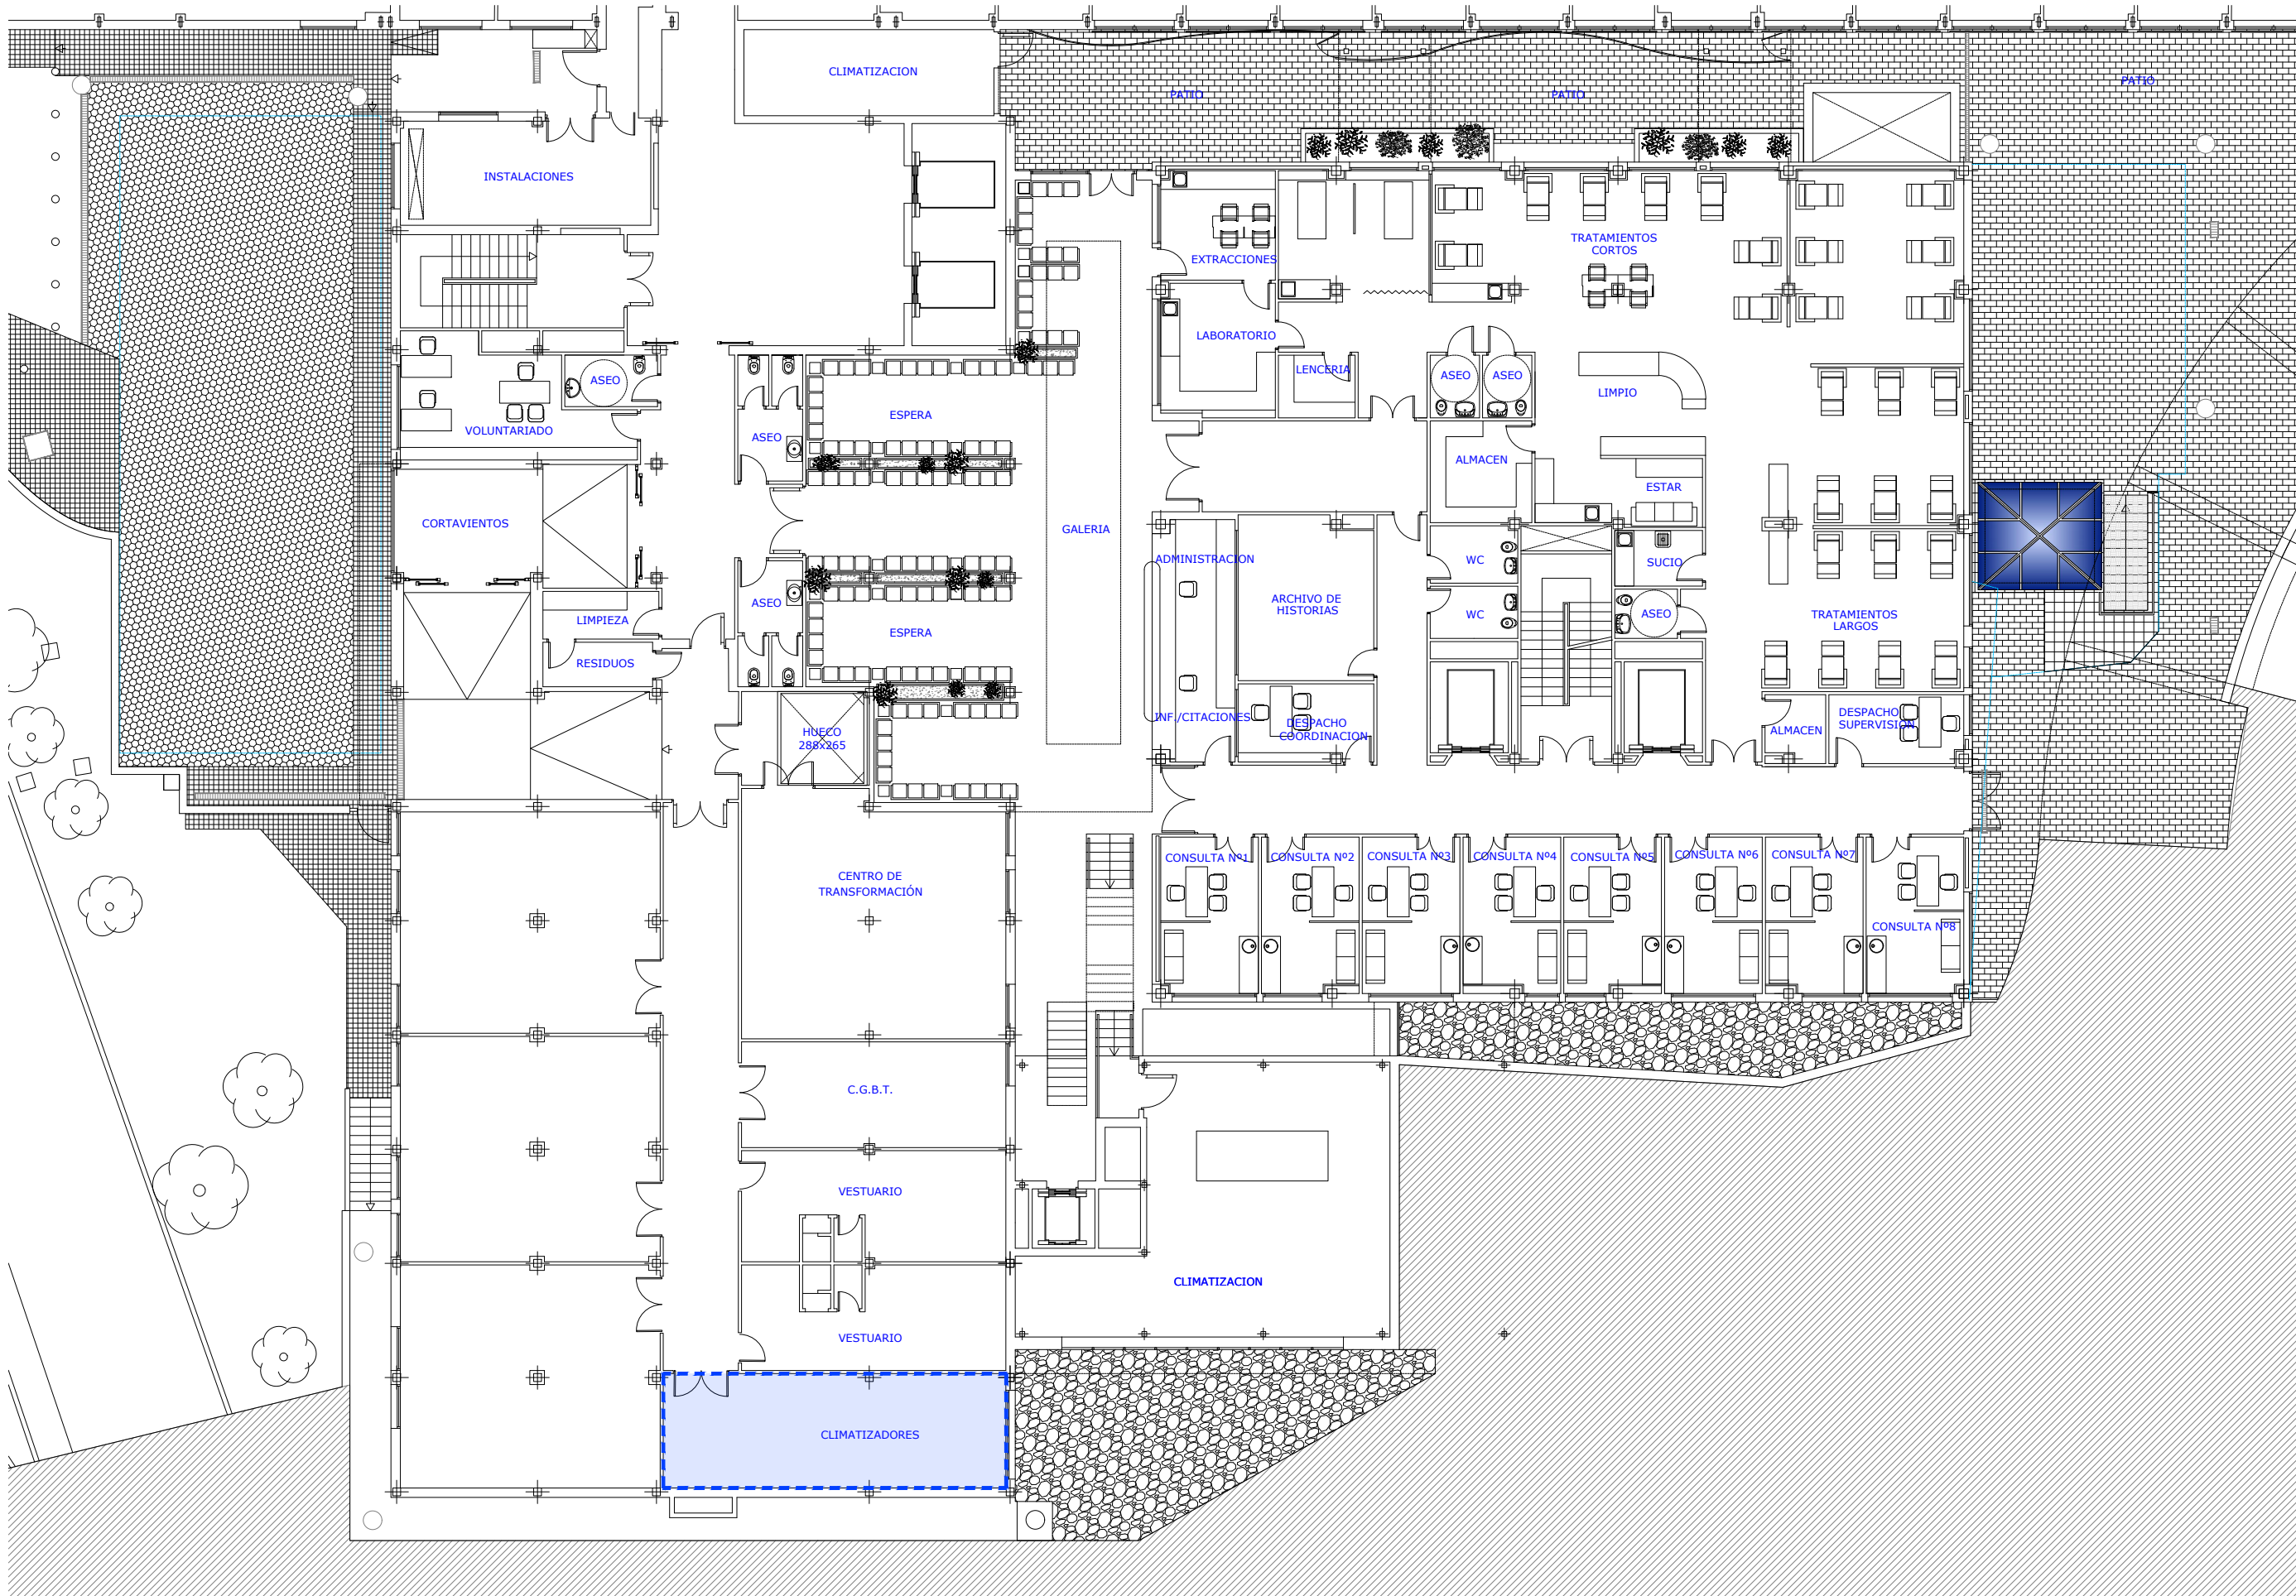 CLIMATIZACION
PATIO
PATIO
PATIO
INSTALACIONES
TRATAMIENTOS
CORTOS
EXTRACCIONES
LABORATORIO
LENCERIA
ASEO
ASEO
ASEO
LIMPIO
VOLUNTARIADO
ESPERA
ASEO
ALMACEN
ESTAR
CORTAVIENTOS
GALERIA
ADMINISTRACION
WC
SUCIO
ARCHIVO DE
HISTORIAS
ASEO
LIMPIEZA
ESPERA
WC
ASEO
TRATAMIENTOS
LARGOS
RESIDUOS
INF./CITACIONES
DESPACHO
COORDINACION
HUECO
288x265
ALMACEN
DESPACHO
SUPERVISION
CONSULTA Nº1
CONSULTA Nº2
CONSULTA Nº3
CONSULTA Nº4
CONSULTA Nº5
CONSULTA Nº6
CONSULTA Nº7
CONSULTA Nº8
CENTRO DE
TRANSFORMACIÓN
C.G.B.T.
VESTUARIO
CLIMATIZACION
VESTUARIO
CLIMATIZADORES